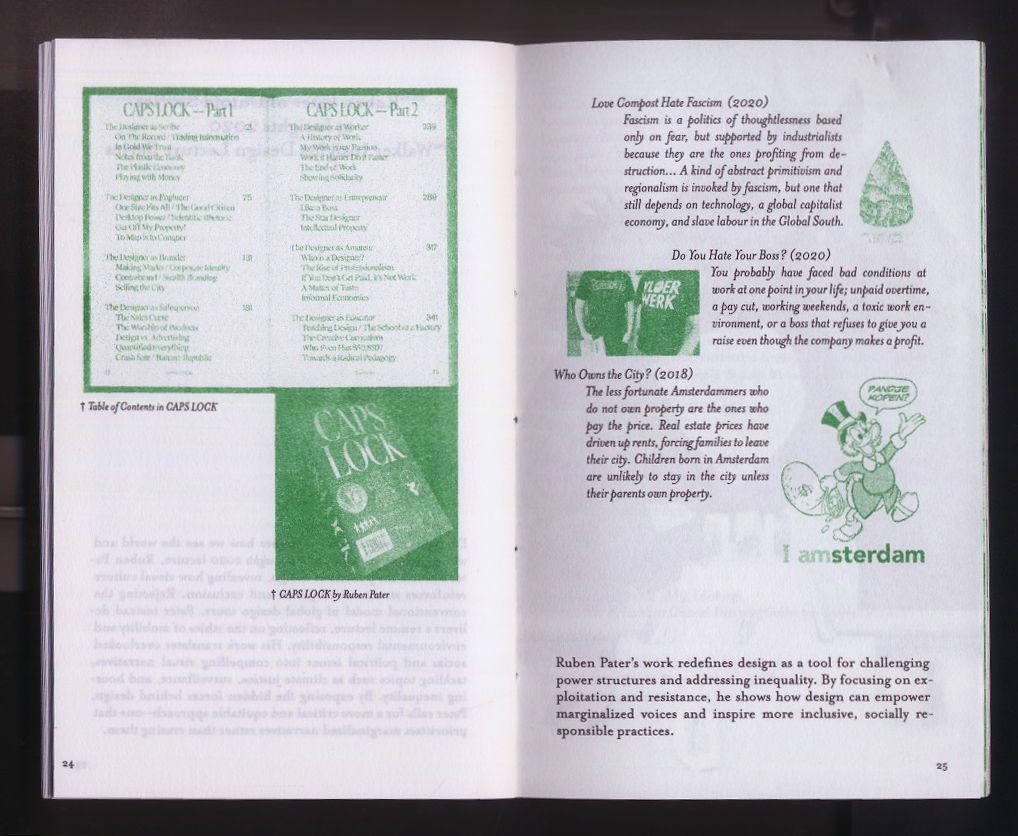 CAPS LOCK — Part 1
The Designer as Scribe
On The Record / Trading Information
In Gold We Trust
Notes from the Bank
The Plastic Economy
Playing with Money
The Designer as Engineer 75
One Size Fits All / The Good Citizen
Desktop Power / Scientific Rhetoric
Get Off My Property!
To Map is to Conquer
The Designer as Brander 131
Making Marks / Corporate Identity
Contraband / Stealth Branding
Selling the City
The Designer as Salesperson 181
The Sales Curse
The Worship of Products
Design vs. Advertising
Quantified Everything
Crash Site / Banana Republic
CAPS LOCK — Part 2
The Designer as Worker 239
A History of Work
My Work is my Passion
Work it Harder Do it Faster
The End of Work
Showing Solidarity
The Designer as Entrepreneur 289
Like a Boss
The Star Designer
Intellectual Property
The Designer as Amateur 317
Who is a Designer?
The Rise of Professionalism
If You Don't Get Paid, it's Not Work
A Matter of Taste
Informal Economies
The Designer as Educator 341
Teaching Design / The School as a Factory
The Creative Curriculum
Who Even Has $50,800?
Towards a Radical Pedagogy
† Table of Contents in CAPS LOCK
CAPS
LOCK
† CAPS LOCK by Ruben Pater
24
Love Compost Hate Fascism (2020)
Fascism is a politics of thoughtlessness based
only on fear, but supported by industrialists
because they are the ones profiting from de-
struction... A kind of abstract primitivism and
regionalism is invoked by fascism, but one that
still depends on technology, a global capitalist
economy, and slave labour in the Global South.
Do You Hate Your Boss? (2020)
You probably have faced bad conditions at
work at one point in your life; unpaid overtime,
a pay cut, working weekends, a toxic work en-
vironment, or a boss that refuses to give you a
raise even though the company makes a profit.
VLOER
WERK
Who Owns the City? (2018)
The less fortunate Amsterdammers who
do not own property are the ones who
pay the price. Real estate prices have
driven up rents, forcing families to leave
their city. Children born in Amsterdam
are unlikely to stay in the city unless
their parents own property.
PANDJE
KOPEN?
I amsterdam
Ruben Pater's work redefines design as a tool for challenging
power structures and addressing inequality. By focusing on ex-
ploitation and resistance, he shows how design can empower
marginalized voices and inspire more inclusive, socially re-
sponsible practices.
25